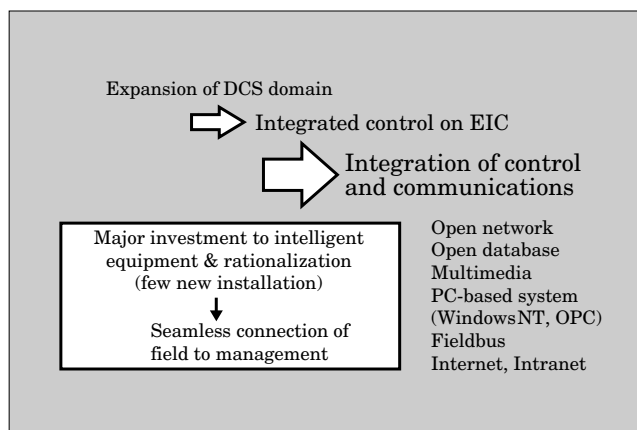 Expansion of DCS domain
Integrated control on EIC
Integration of control
and communications
Major investment to intelligent
equipment & rationalization
(few new installation)
Seamless connection of
field to management
Open network
Open database
Multimedia
PC-based system
(Windows NT, OPC)
Fieldbus
Internet, Intranet